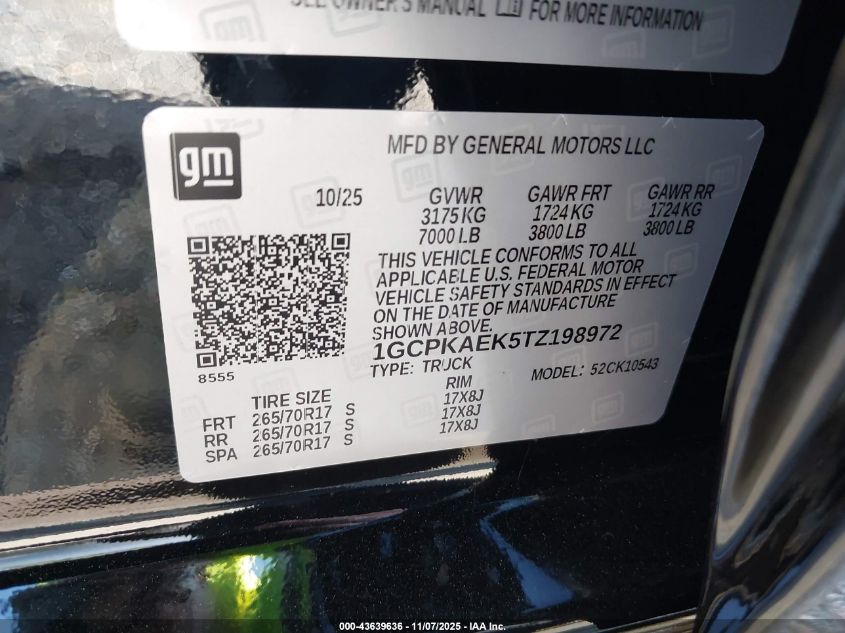 SEE OWNER'S MANUAL FOR MORE INFORMATION
gm
MFD BY GENERAL MOTORS LLC
10/25 GVWR GAWR FRT GAWR RR
3175 KG 1724 KG 1724 KG
7000 LB 3800 LB 3800 LB
THIS VEHICLE CONFORMS TO ALL
APPLICABLE U.S. FEDERAL MOTOR
VEHICLE SAFETY STANDARDS IN EFFECT
ON THE DATE OF MANUFACTURE
SHOWN ABOVE.
1GCPKAEK5TZ198972
8555
TYPE: TRUCK MODEL: 52CK10543
TIRE SIZE RIM
FRT 265/70R17 S 17X8J
RR 265/70R17 S 17X8J
SPA 265/70R17 S 17X8J
000- 43639636 - 11/07/2025 - IAA Inc.